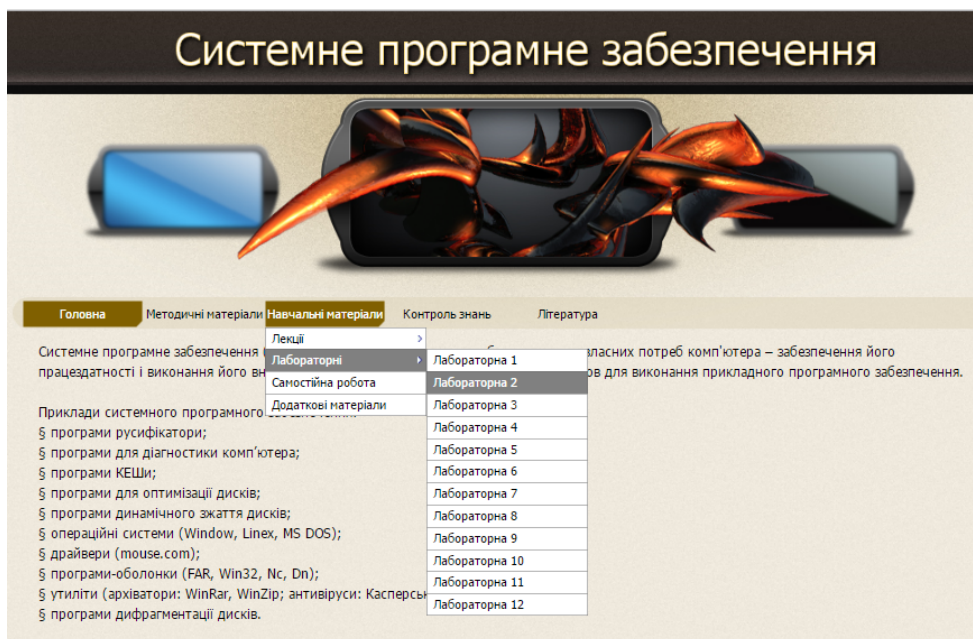 Системне програмне забезпечення
Головна Методичні матеріали Навчальні матеріали Контроль знань Література
Лекції
Лабораторні
Самостійна робота
Додаткові матеріали
Лабораторна 1
Лабораторна 2
Лабораторна 3
Лабораторна 4
Лабораторна 5
Лабораторна 6
Лабораторна 7
Лабораторна 8
Лабораторна 9
Лабораторна 10
Лабораторна 11
Лабораторна 12
Системне програмне забезпечення власних потреб комп'ютера – забезпечення його
працездатності і виконання його для виконання прикладного програмного забезпечення.
Приклади системного програмного
§ програми русифікатори;
§ програми для діагностики комп’ютера;
§ програми КЕШи;
§ програми для оптимізації дисків;
§ програми динамічного зжаття дисків;
§ операційні системи (Window, Linex, MS DOS);
§ драйвери (mouse.com);
§ програми-оболонки (FAR, Win32, Nc, Dn);
§ утиліти (архіватори: WinRar, WinZip; антивіруси:
§ програми дифрагментації дисків.